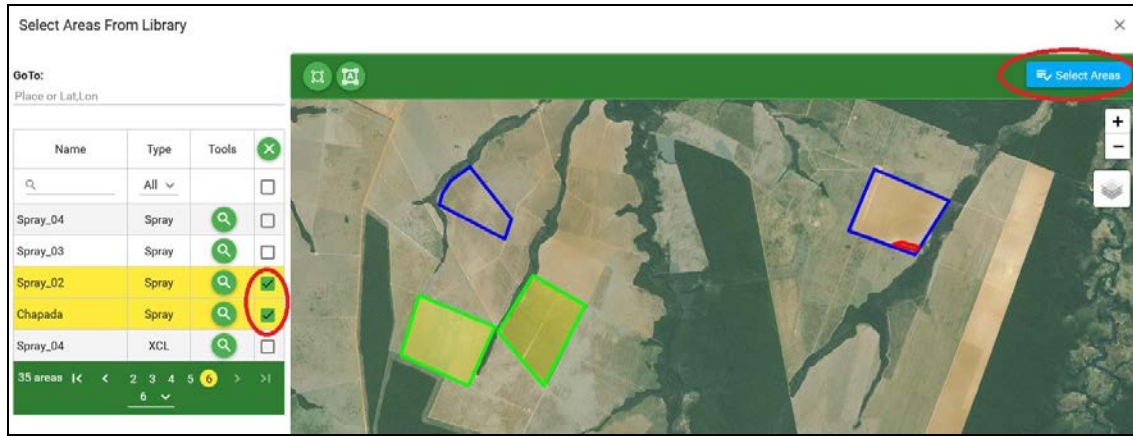 Select Areas From Library
GoTo:
Place or Lat,Lon
Select Areas
Name Type Tools
All
Spray_04 Spray
Spray_03 Spray
Spray_02 Spray
Chapada Spray
Spray_04 XCL
35 areas 2 3 4 5 6
6
A
+
−